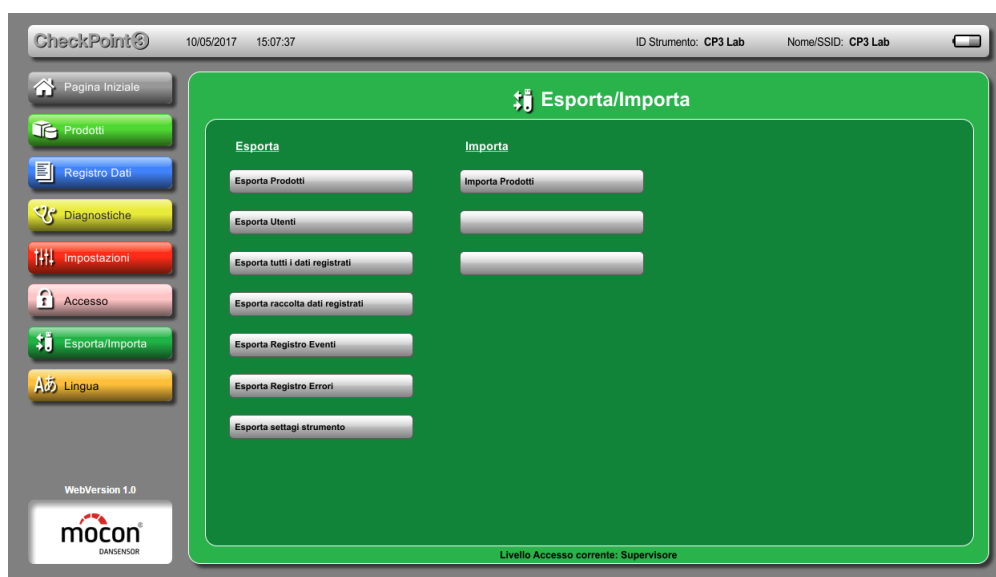 CheckPoint3 10/05/2017 15:07:37 ID Strumento: CP3 Lab Nome/SSID: CP3 Lab
Pagina Iniziale
Prodotti
Registro Dati
Diagnostiche
Impostazioni
Accesso
Esporta/Importa
Aあ Lingua
WebVersion 1.0
mocon®
DANSENSOR
Esporta/Importa
Esporta
Esporta Prodotti
Esporta Utenti
Esporta tutti i dati registrati
Esporta raccolta dati registrati
Esporta Registro Eventi
Esporta Registro Errori
Esporta settagi strumento
Importa
Importa Prodotti
Livello Accesso corrente: Supervisore